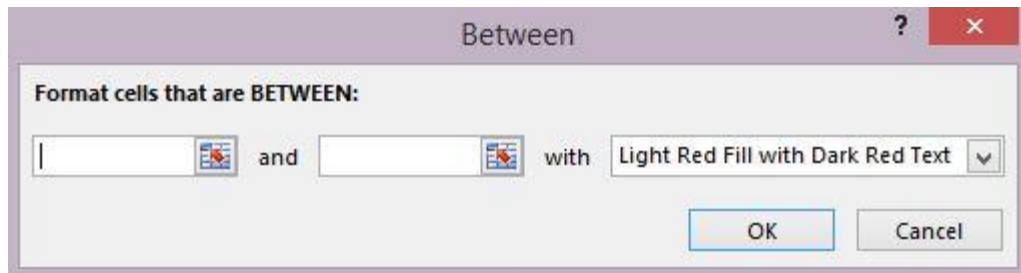 Between ?
Format cells that are BETWEEN:
and with Light Red Fill with Dark Red Text
OK Cancel